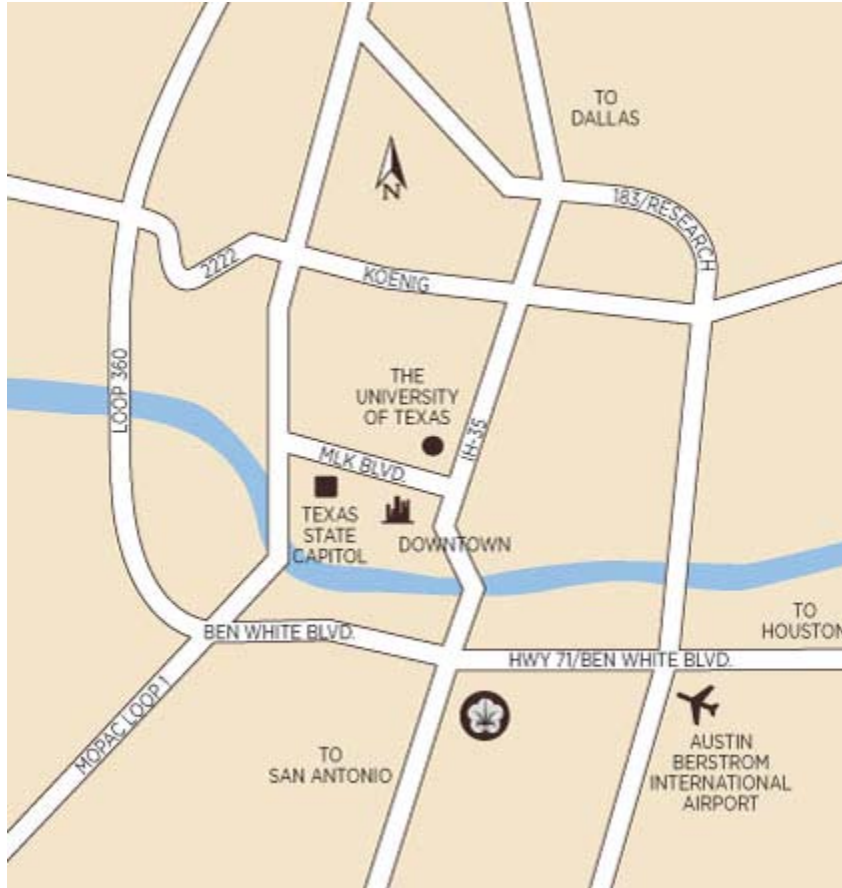 TO
DALLAS
N
183/RESEARCH
2222
KOENIG
LOOP 360
THE
UNIVERSITY
OF TEXAS
IH-35
MLK BLVD.
TEXAS
STATE
CAPITOL
DOWNTOWN
TO
HOUSTON
BEN WHITE BLVD.
HWY 71/BEN WHITE BLVD.
MOPAC LOOP 1
TO
SAN ANTONIO
AUSTIN
BERSTROM
INTERNATIONAL
AIRPORT